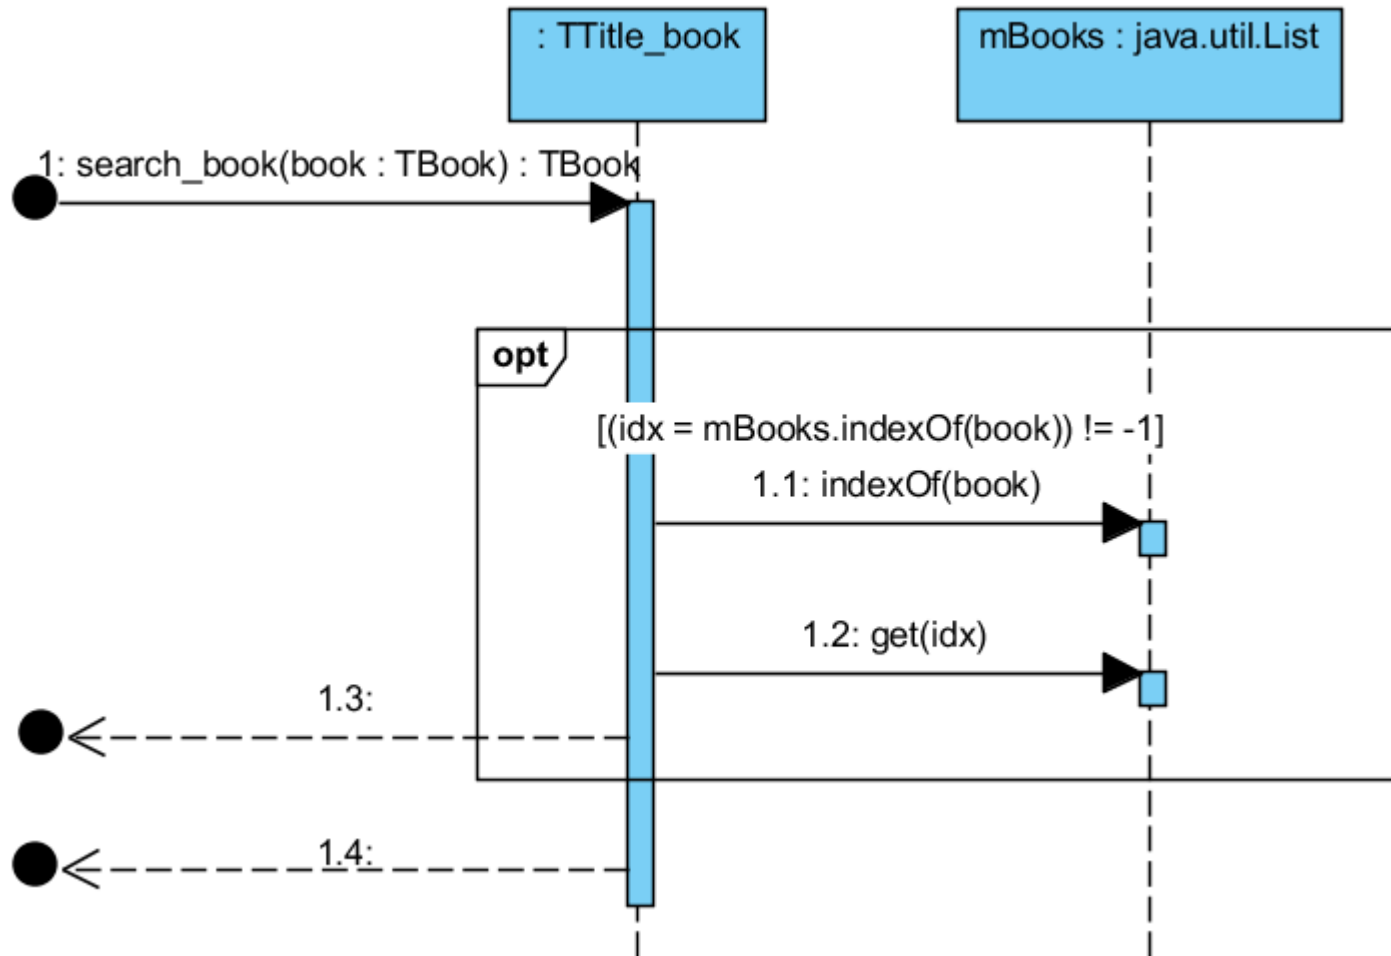 : TTitle_book
mBooks : java.util.List
1: search_book(book : TBook) : TBook
opt
[(idx = mBooks.indexOf(book)) != -1]
1.1: indexOf(book)
1.2: get(idx)
1.3:
1.4: